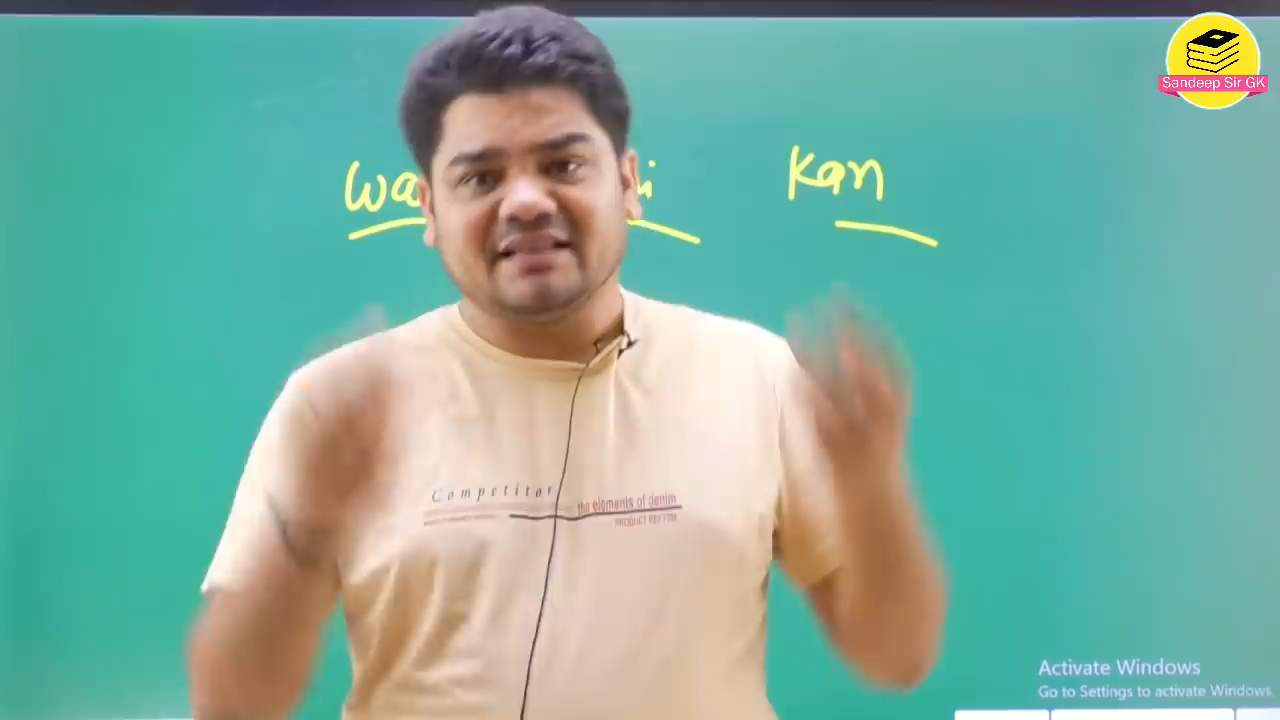 Sandeep Sir GK
Kan
Competitor
the elements of denim
Activate Windows
Go to Settings to activate Windows.